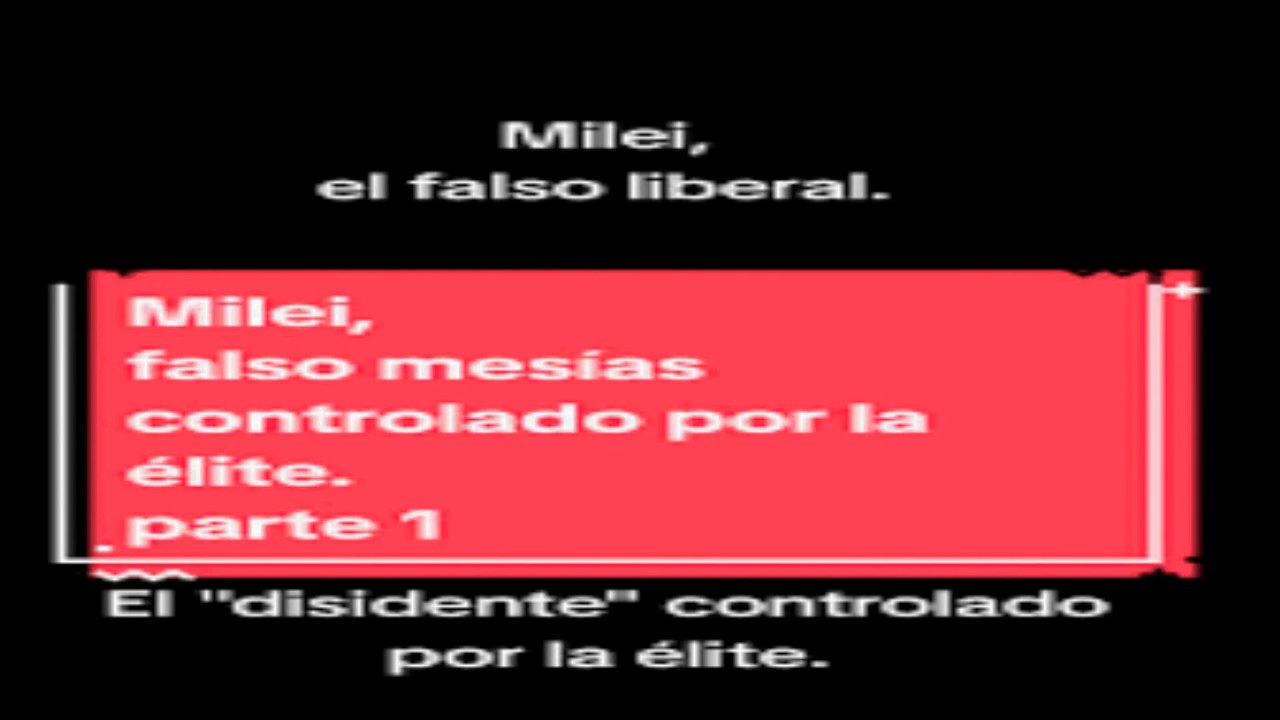 Milei,
el falso liberal.
Milei,
falso mesías
controlado por la
élite.
parte 1
El "disidente" controlado
por la élite.